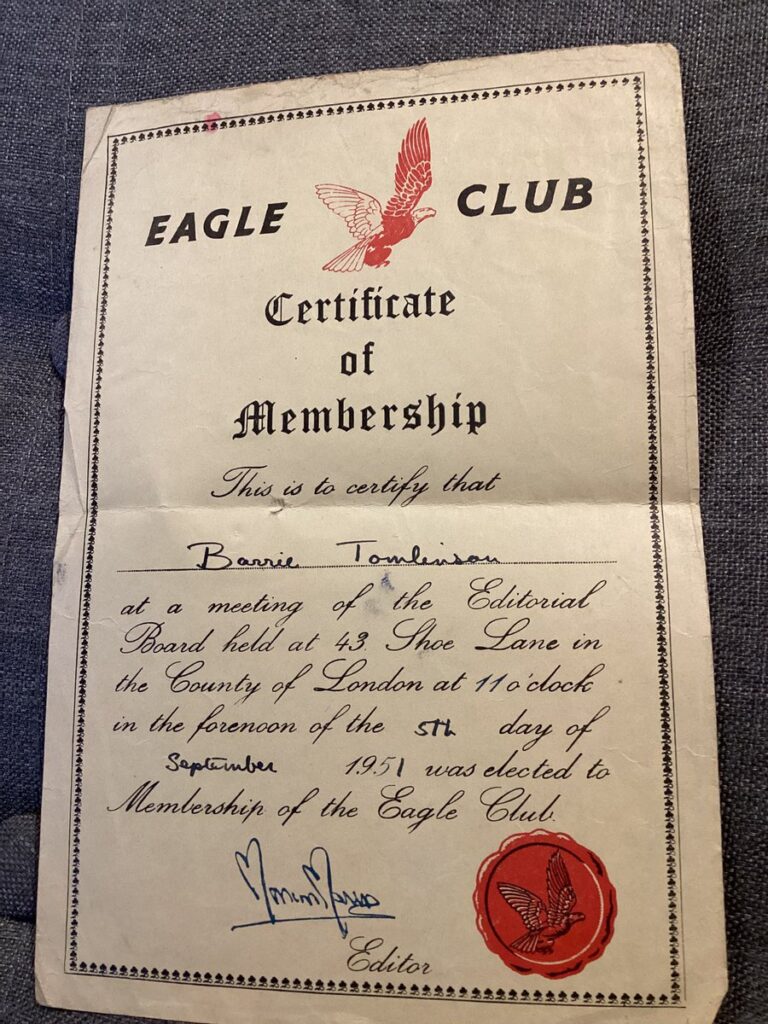 EAGLE CLUB
Certificate
of
Membership
This is to certify that
Barrie Tomlinson
at a meeting of the Editorial
Board held at 43 Shoe Lane in
the County of London at 11 o'clock
in the forenoon of the 5th day of
September 1951 was elected to
Membership of the Eagle Club.
Editor